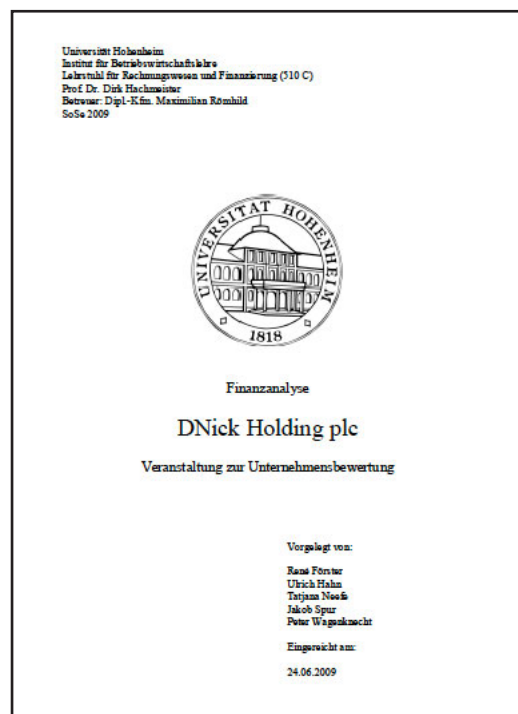 Universität Hohenheim
Institut für Betriebswirtschaftslehre
Lehrstuhl für Rechnungswesen und Finanzierung (510 C)
Prof. Dr. Dirk Hachmeister
Betreuer: Dipl.-Kfm. Maximilian Römhild
SoSe 2009
UNIVERSITÄT HOHENHEIM
1818
Finanzanalyse
DNick Holding plc
Veranstaltung zur Unternehmensbewertung
Vorgelegt von:
René Förster
Ulrich Hahn
Tatjana Neefe
Jakob Spur
Peter Wagenknecht
Eingereicht am:
24.06.2009